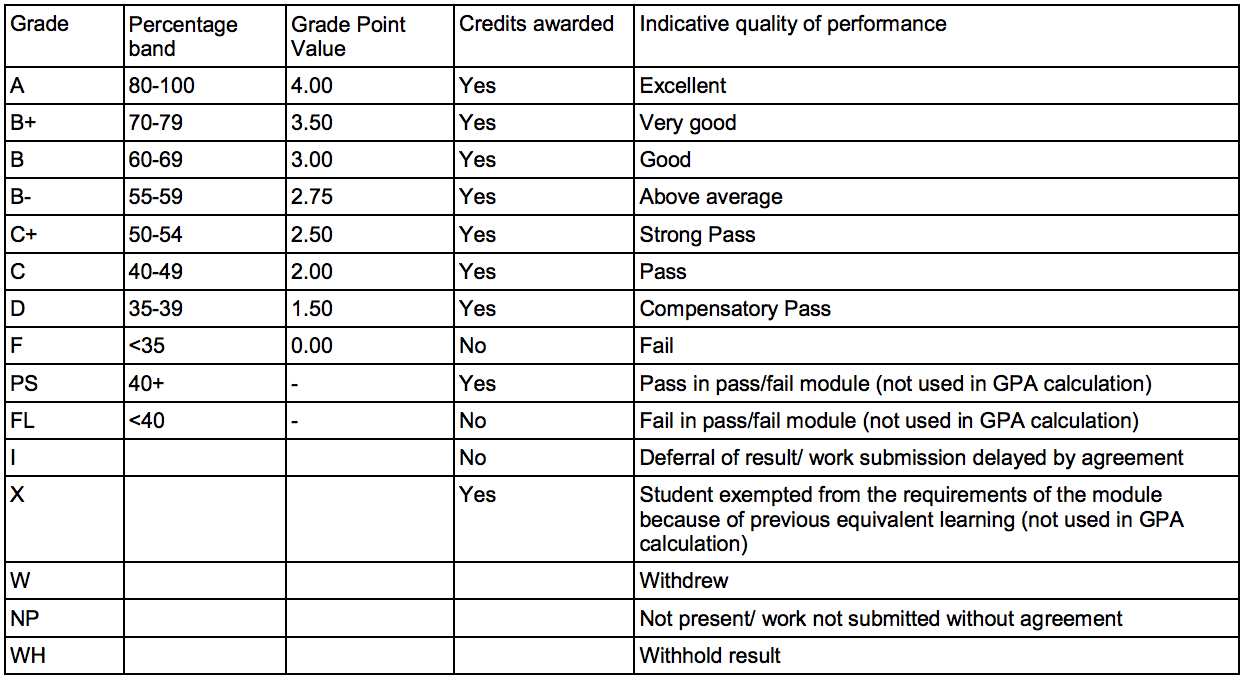 Grade Percentage band Grade Point Value Credits awarded Indicative quality of performance
A 80-100 4.00 Yes Excellent
B+ 70-79 3.50 Yes Very good
B 60-69 3.00 Yes Good
B- 55-59 2.75 Yes Above average
C+ 50-54 2.50 Yes Strong Pass
C 40-49 2.00 Yes Pass
D 35-39 1.50 Yes Compensatory Pass
F <35 0.00 No Fail
PS 40+ - Yes Pass in pass/fail module (not used in GPA calculation)
FL <40 - No Fail in pass/fail module (not used in GPA calculation)
I No Deferral of result/ work submission delayed by agreement
X Yes Student exempted from the requirements of the module
because of previous equivalent learning (not used in GPA
calculation)
W Withdrew
NP Not present/ work not submitted without agreement
WH Withhold result